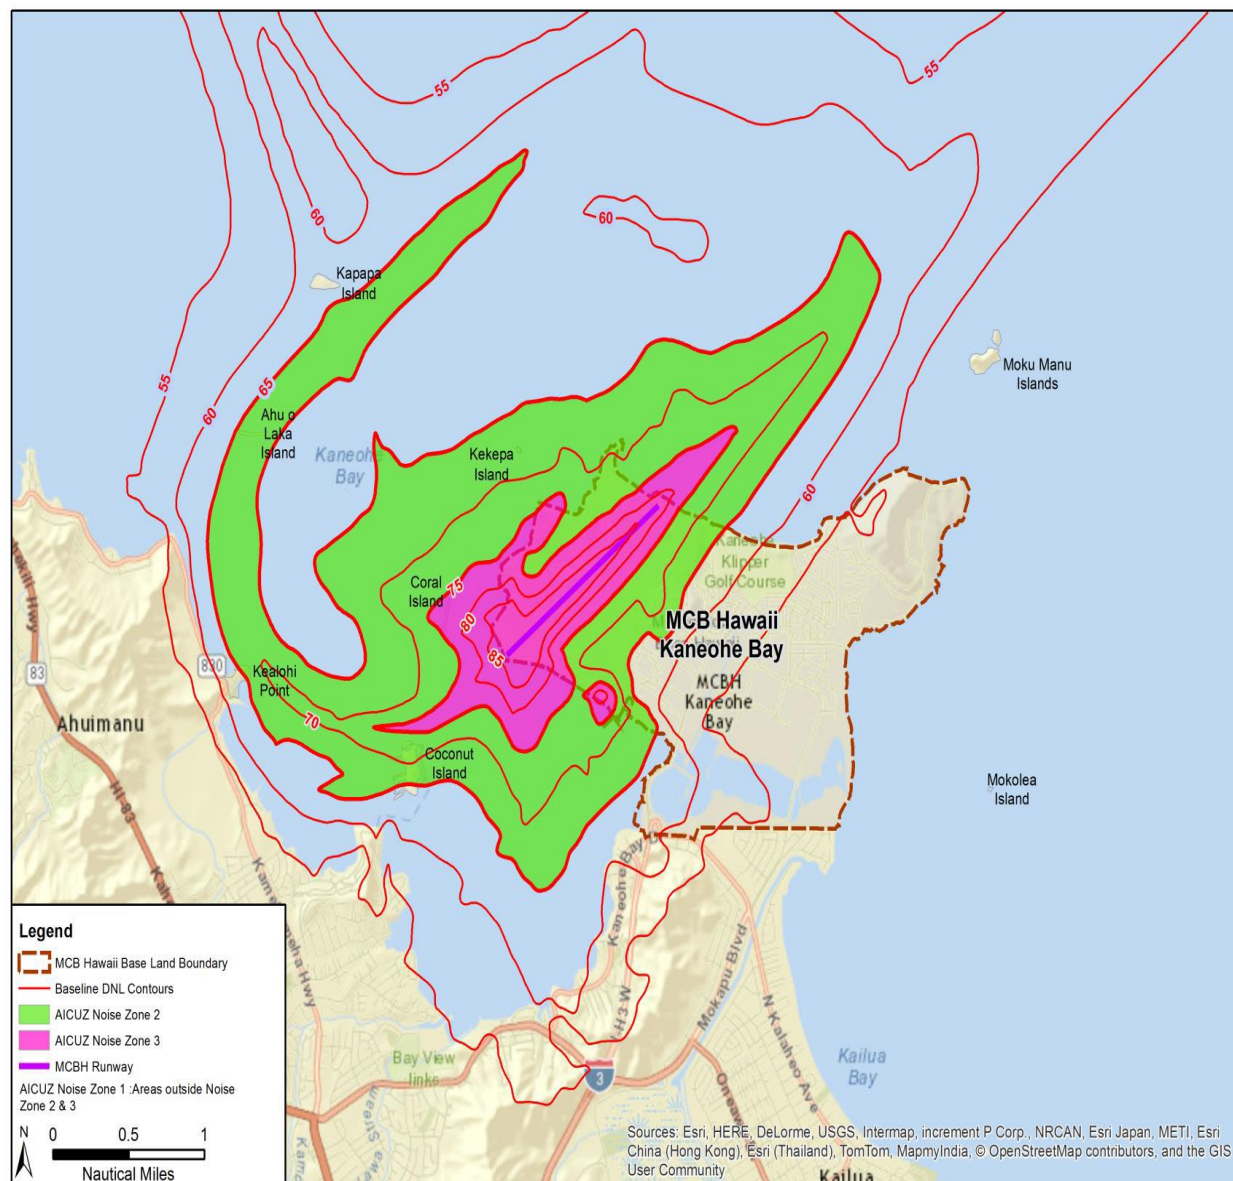 55
55
60
60
Kapapa
Island
Moku Manu
Islands
55
60
65
Ahu o
Laka
Island
Kaneohe
Bay
Kekepa
Island
60
Kaneohe
Klipper
Golf Course
Coral
Island
75
80
85
MCB Hawaii
Kaneohe Bay
MCBH
Kaneohe
Bay
83
830
Kealohi
Point
70
Ahuimanu
Coconut
Island
HI-83
Mokolea
Island
Kaneohe Bay D
Mokapu Blvd
N Kalaheo Ave
I-H3 W
3
Bay View
links
Kailua
Bay
Kailua
Legend
MCB Hawaii Base Land Boundary
Baseline DNL Contours
AICUZ Noise Zone 2
AICUZ Noise Zone 3
MCBH Runway
AICUZ Noise Zone 1 :Areas outside Noise
Zone 2 & 3
N
0 0.5 1
Nautical Miles
Sources: Esri, HERE, DeLorme, USGS, Intermap, increment P Corp., NRCAN, Esri Japan, METI, Esri
China (Hong Kong), Esri (Thailand), TomTom, MapmyIndia, © OpenStreetMap contributors, and the GIS
User Community